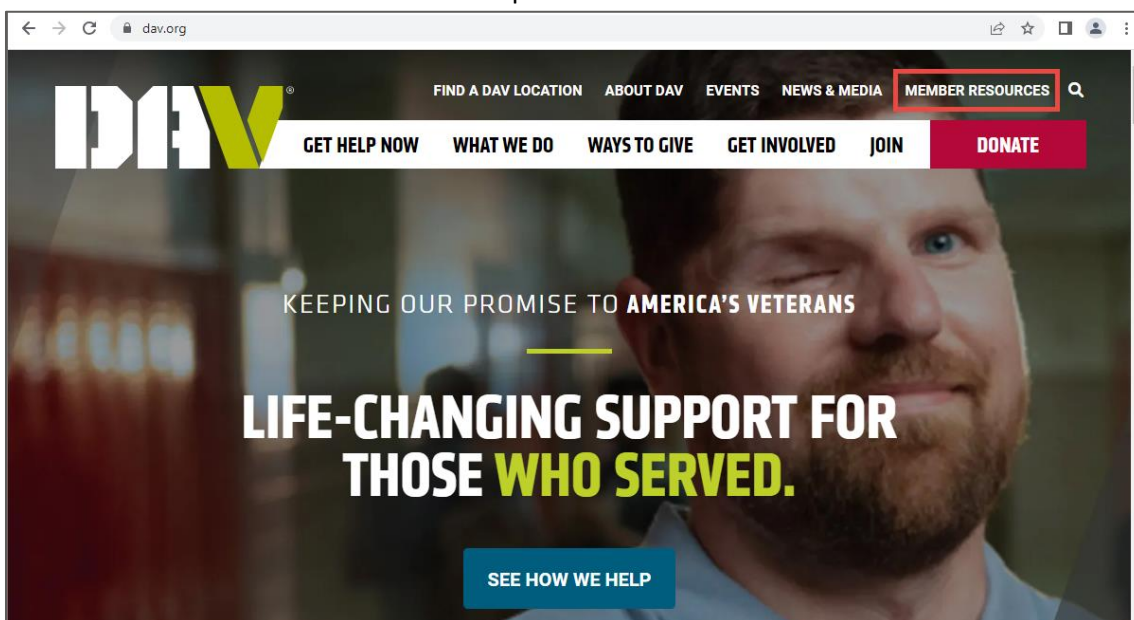 dav.org
FIND A DAV LOCATION ABOUT DAV EVENTS NEWS & MEDIA MEMBER RESOURCES
DAV®
GET HELP NOW WHAT WE DO WAYS TO GIVE GET INVOLVED JOIN DONATE
KEEPING OUR PROMISE TO AMERICA'S VETERANS
LIFE-CHANGING SUPPORT FOR
THOSE WHO SERVED.
SEE HOW WE HELP